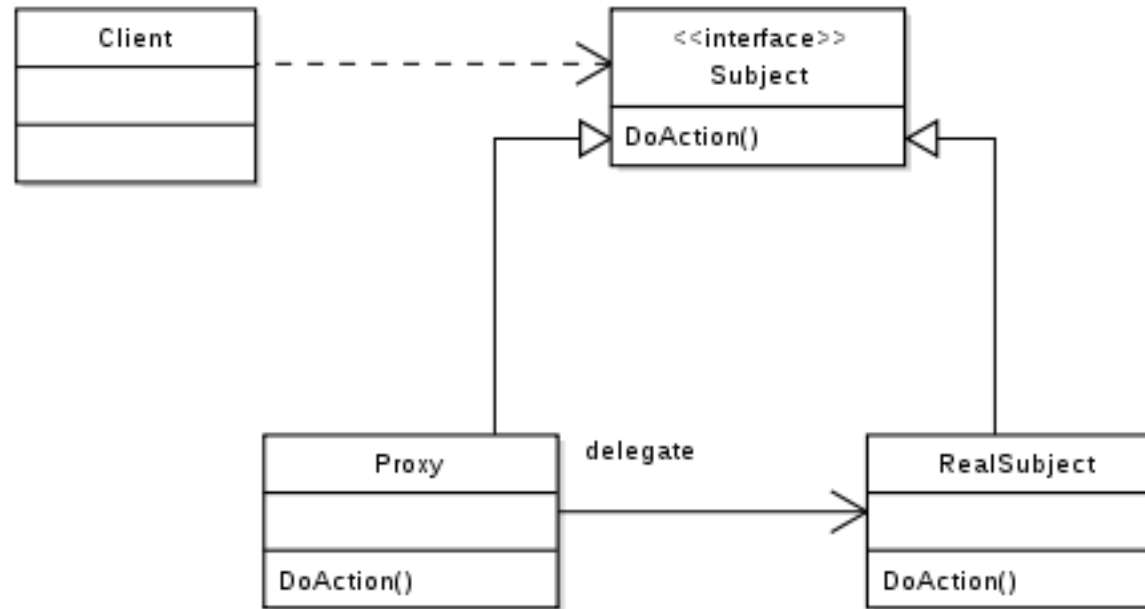 Client
<<interface>>
Subject
DoAction()
delegate
Proxy
RealSubject
DoAction()
DoAction()